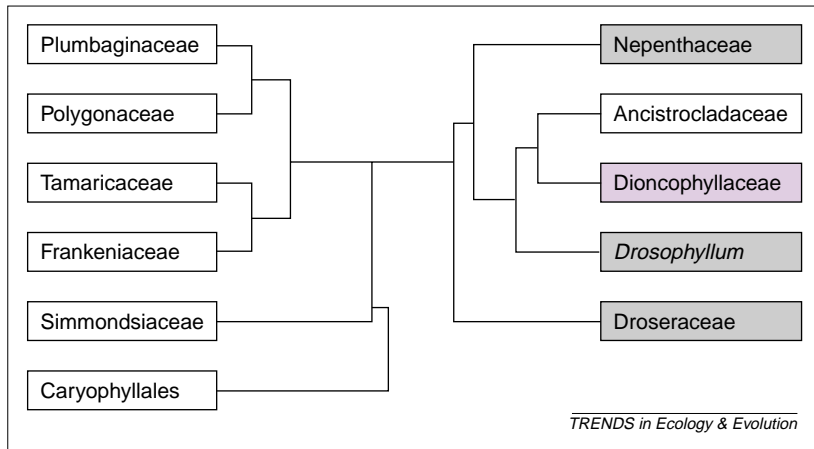 Plumbaginaceae
Polygonaceae
Tamaricaceae
Frankeniaceae
Simmondsiaceae
Caryophyllales
Nepenthaceae
Ancistrocladaceae
Dioncophyllaceae
Drosophyllum
Droseraceae
TRENDS in Ecology & Evolution